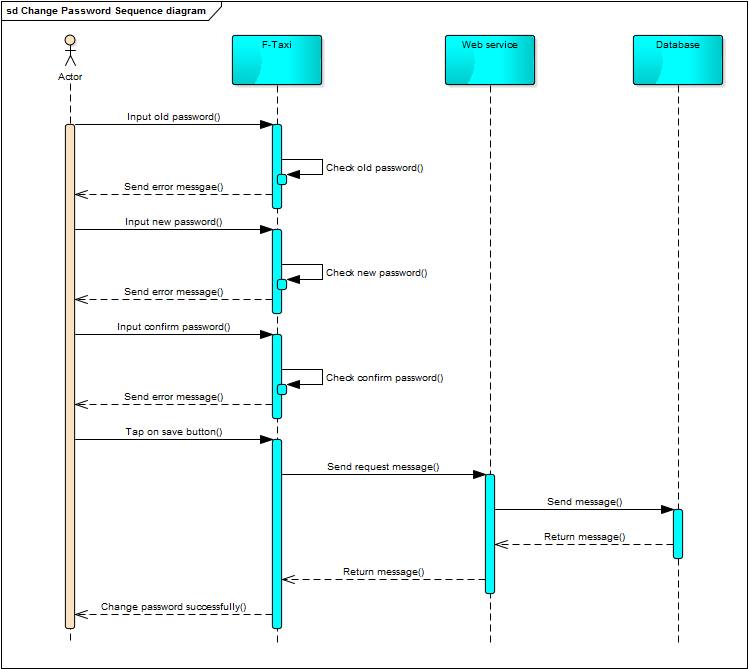 sd Change Password Sequence diagram
Actor
F-Taxi
Web service
Database
Input old password()
Check old password()
Send error messgae()
Input new password()
Check new password()
Send error message()
Input confirm password()
Check confirm password()
Send error message()
Tap on save button()
Send request message()
Send message()
Return message()
Return message()
Change password successfully()